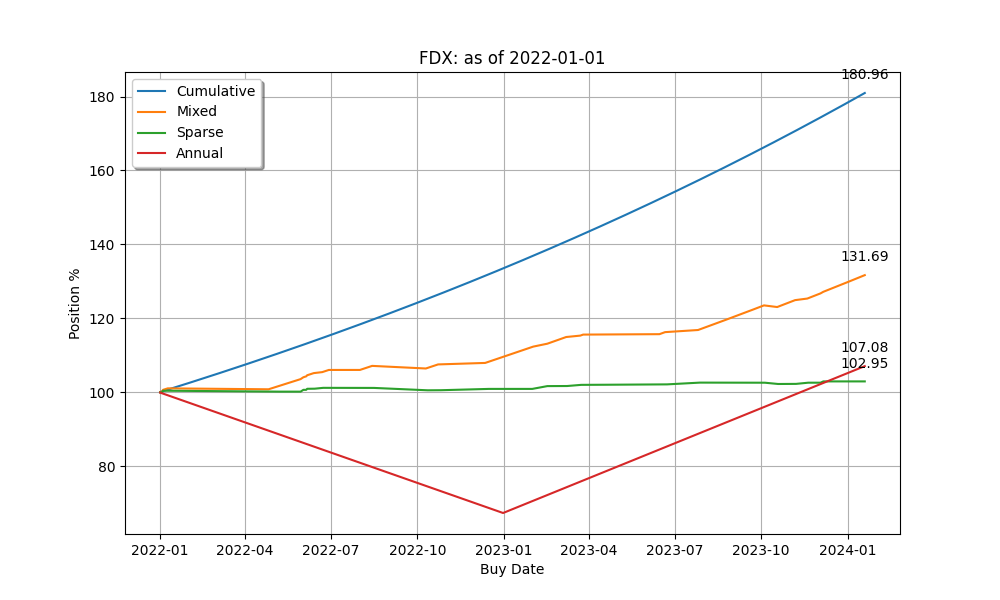 FDX: as of 2022-01-01
Cumulative
Mixed
Sparse
Annual
180.96
131.69
107.08
102.95
180
160
140
120
100
80
Position %
2022-01 2022-04 2022-07 2022-10 2023-01 2023-04 2023-07 2023-10 2024-01
Buy Date